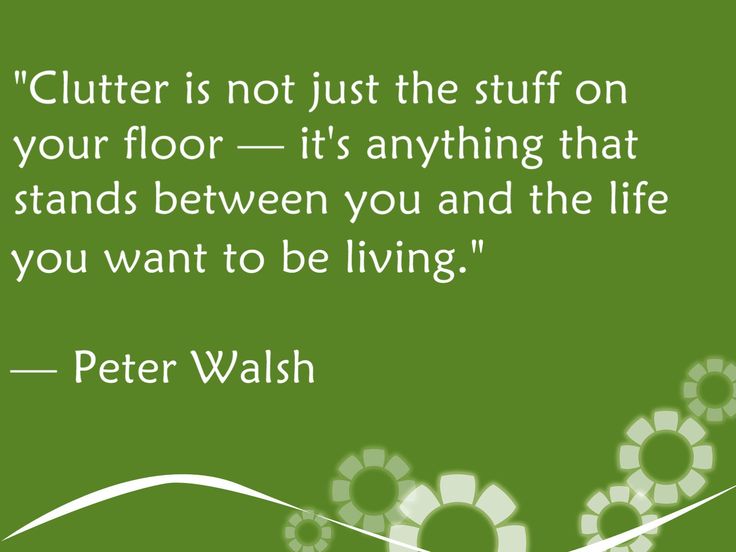 "Clutter is not just the stuff on
your floor — it's anything that
stands between you and the life
you want to be living."
— Peter Walsh